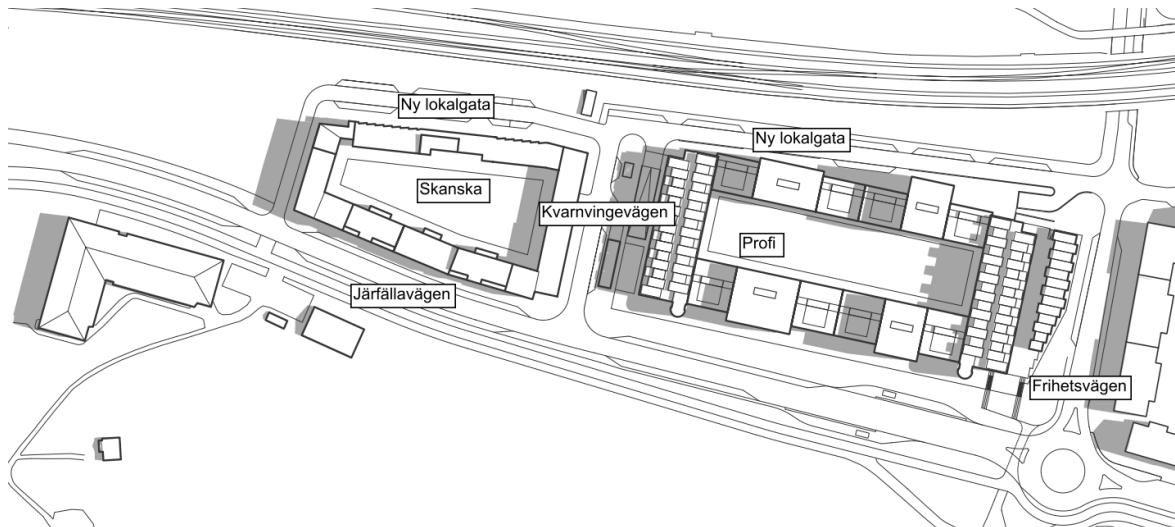 Ny lokalgata
Ny lokalgata
Skanska
Kvarnvingevägen
Profi
Järfällavägen
Frihetsvägen